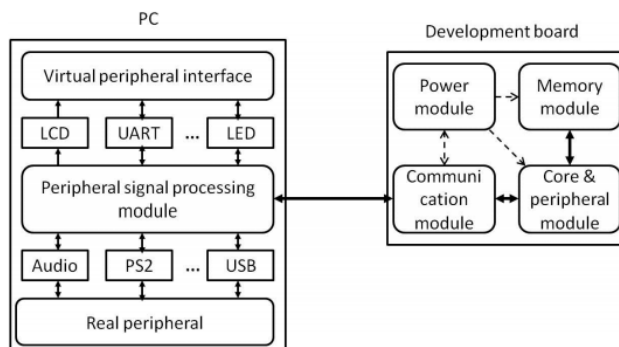 PC
Virtual peripheral interface
LCD
UART
...
LED
Peripheral signal processing
module
Audio
PS2
...
USB
Real peripheral
Development board
Power
module
Memory
module
Communi
cation
module
Core &
peripheral
module